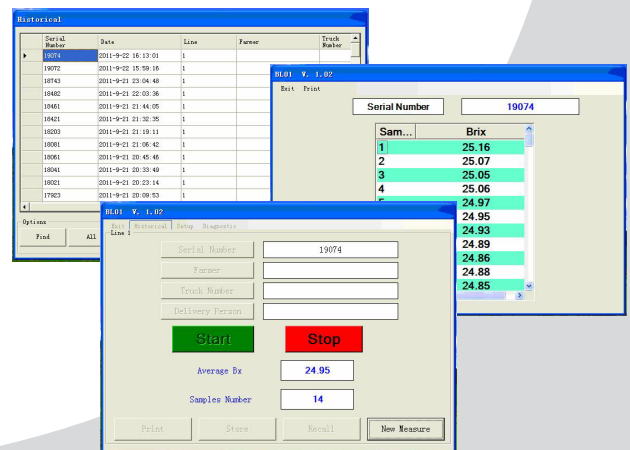 Historical
Serial Number Date Line Farmer Truck Number
19074 2011-9-22 16:13:01 1
19072 2011-9-22 15:59:16 1
18743 2011-9-21 23:04:48 1
18482 2011-9-21 22:03:36 1
18461 2011-9-21 21:44:05 1
18421 2011-9-21 21:32:35 1
18203 2011-9-21 21:19:11 1
18081 2011-9-21 21:06:42 1
18061 2011-9-21 20:45:46 1
18041 2011-9-21 20:33:49 1
18021 2011-9-21 20:23:14 1
17923 2011-9-21 20:09:53 1
Options
Find All
BL01 V. 1.02
Exit Print
Serial Number 19074
Sam... Brix
1 25.16
2 25.07
3 25.05
4 25.06
24.97
24.95
24.93
24.89
24.86
24.88
24.85
BL01 V. 1.02
Exit Historical Setup Diagnostic
Line 1
Serial Number 19074
Farmer
Truck Number
Delivery Person
Start Stop
Average Bx 24.95
Samples Number 14
Print Store Recall New Measure